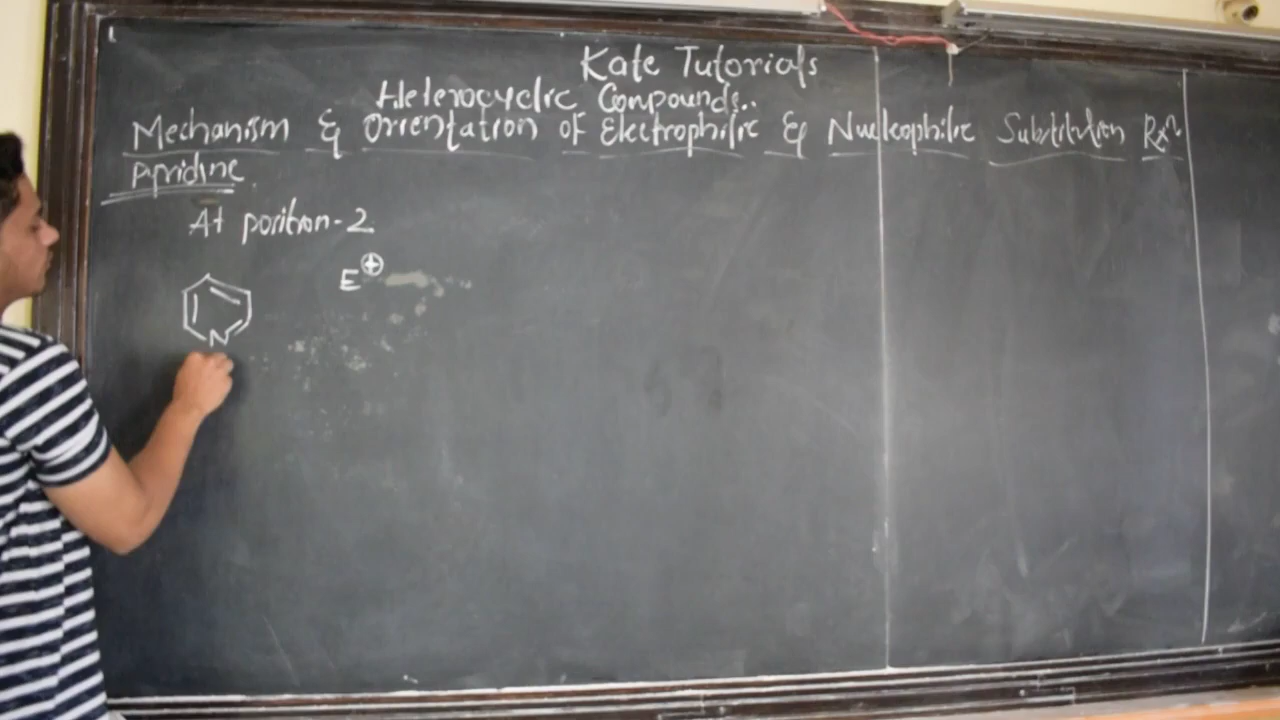 Kate Tutorials
Heterocyclic Compounds..
Mechanism & Orientation of Electrophilic & Nucleophilic Substitution Rxn
Pyridine.
At position-2
E⊕
N